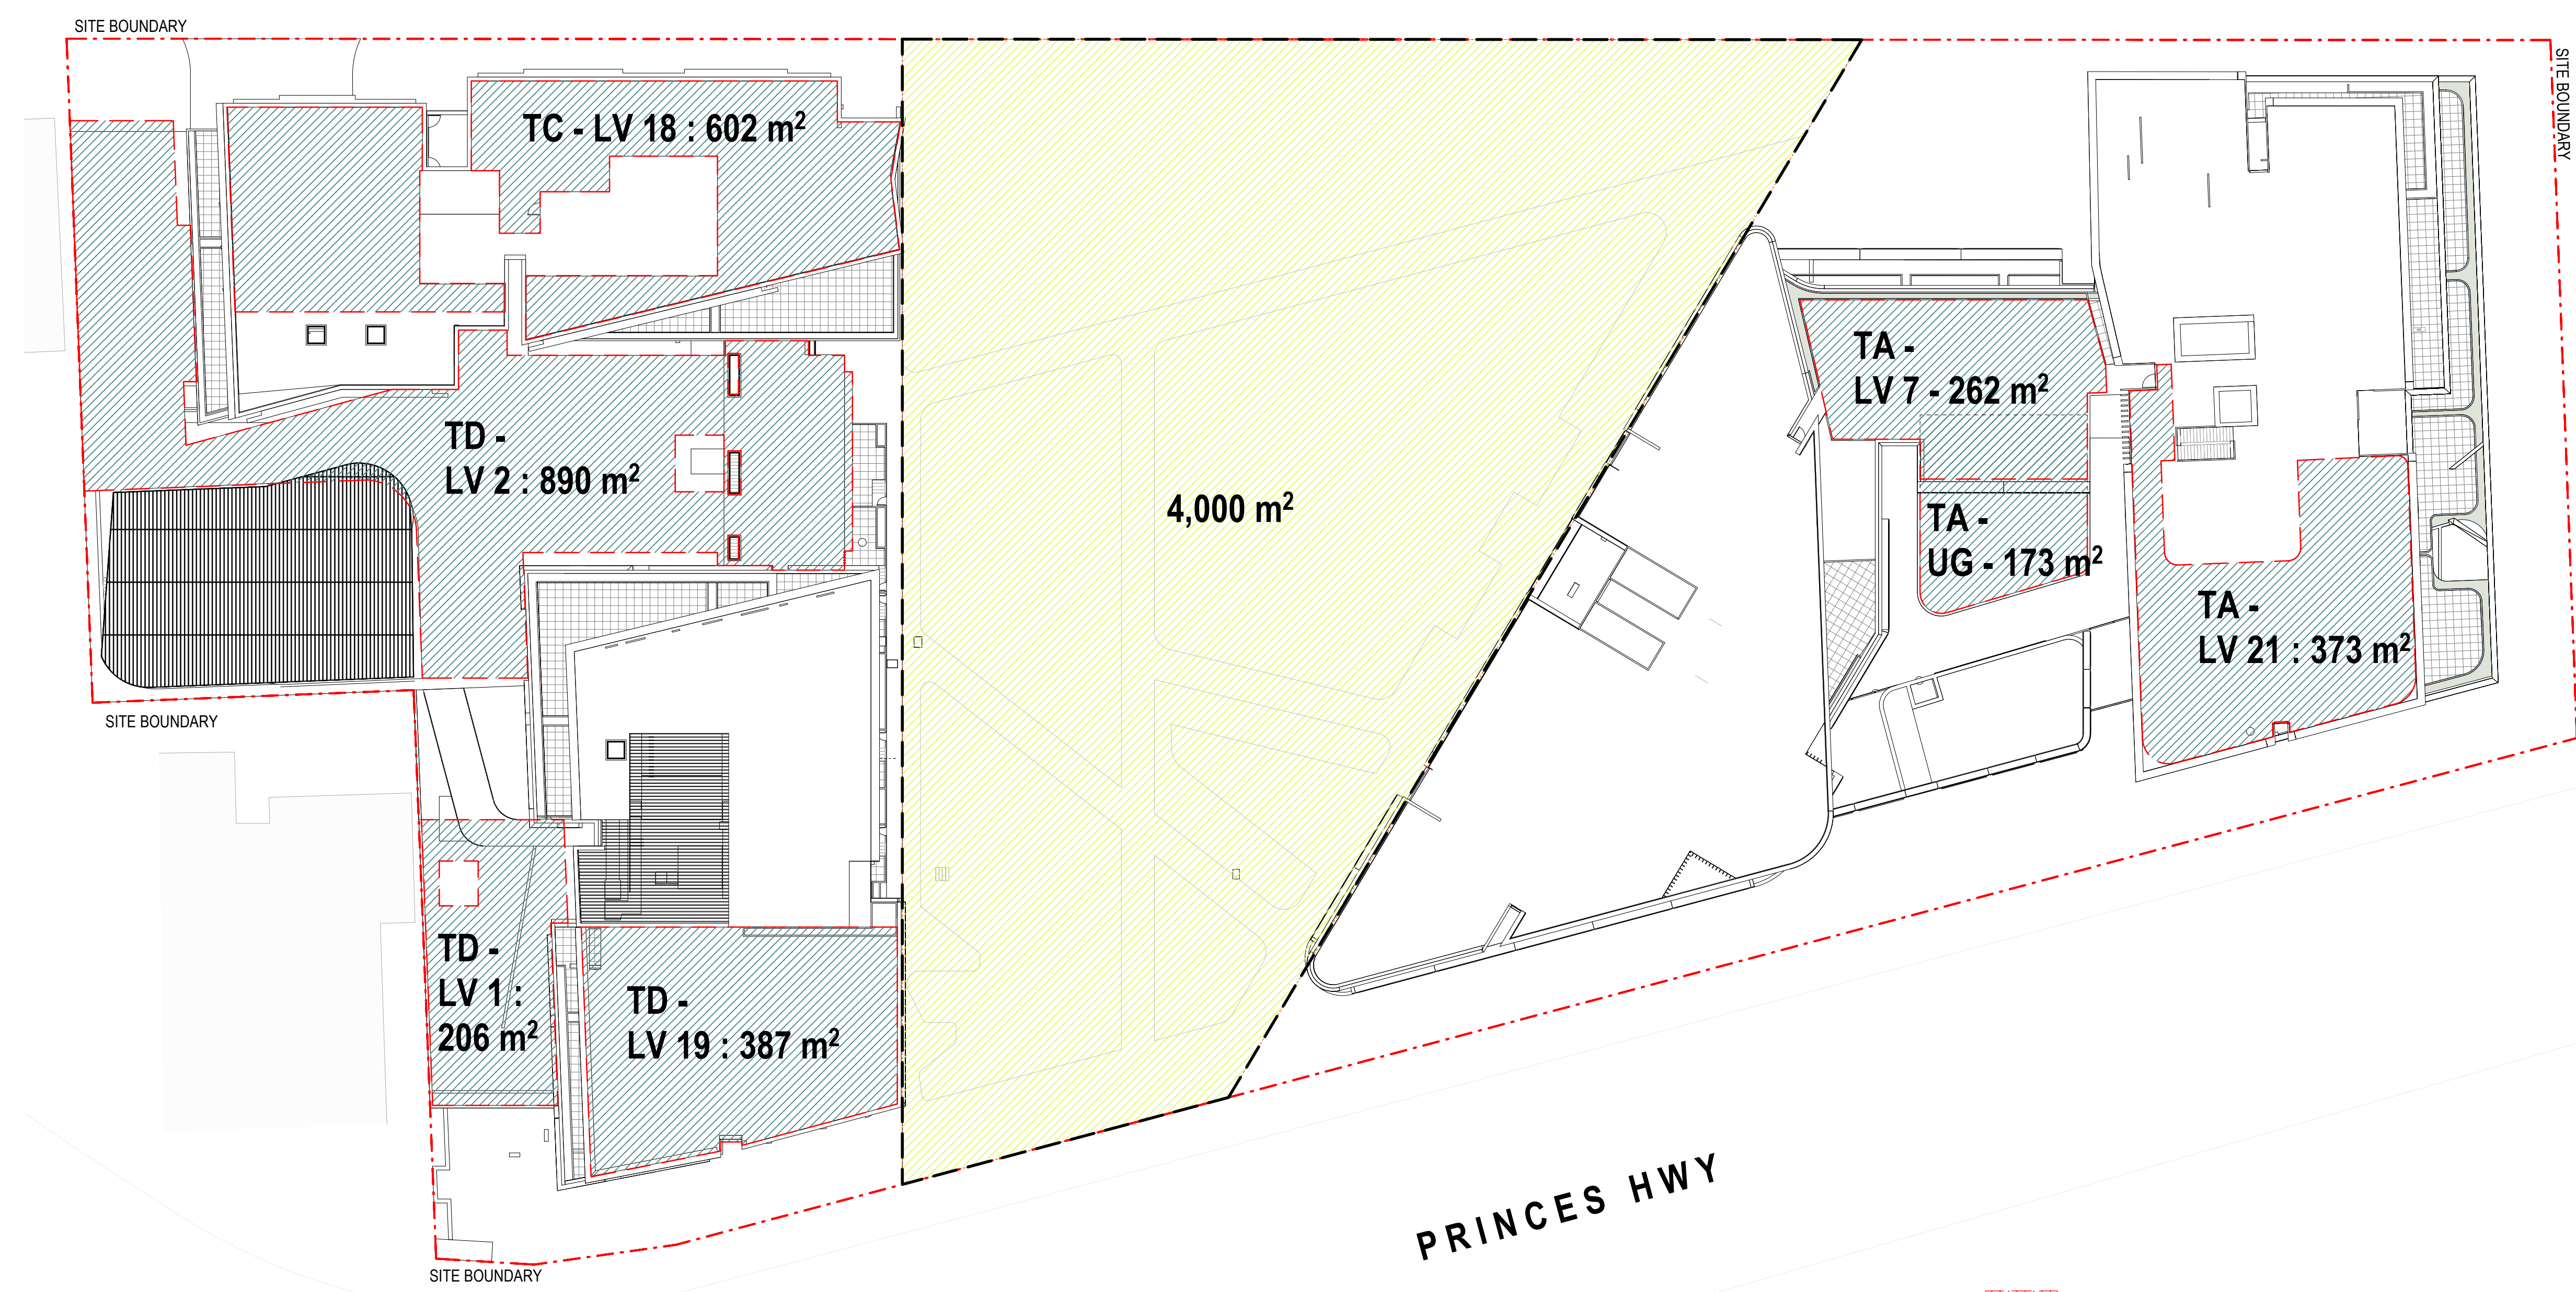 SITE BOUNDARY
SITE BOUNDARY
TC - LV 18 : 602 m²
TA -
LV 7 - 262 m²
TD -
LV 2 : 890 m²
4,000 m²
TA -
UG - 173 m²
TA -
LV 21 : 373 m²
SITE BOUNDARY
TD -
LV 1 :
206 m²
TD -
LV 19 : 387 m²
PRINCES HWY
SITE BOUNDARY